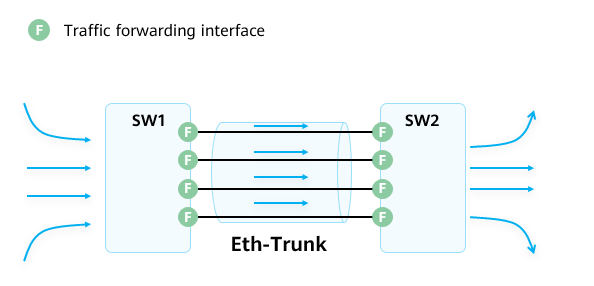 F Traffic forwarding interface
SW1 SW2
F F
F F
F F
F F
Eth-Trunk